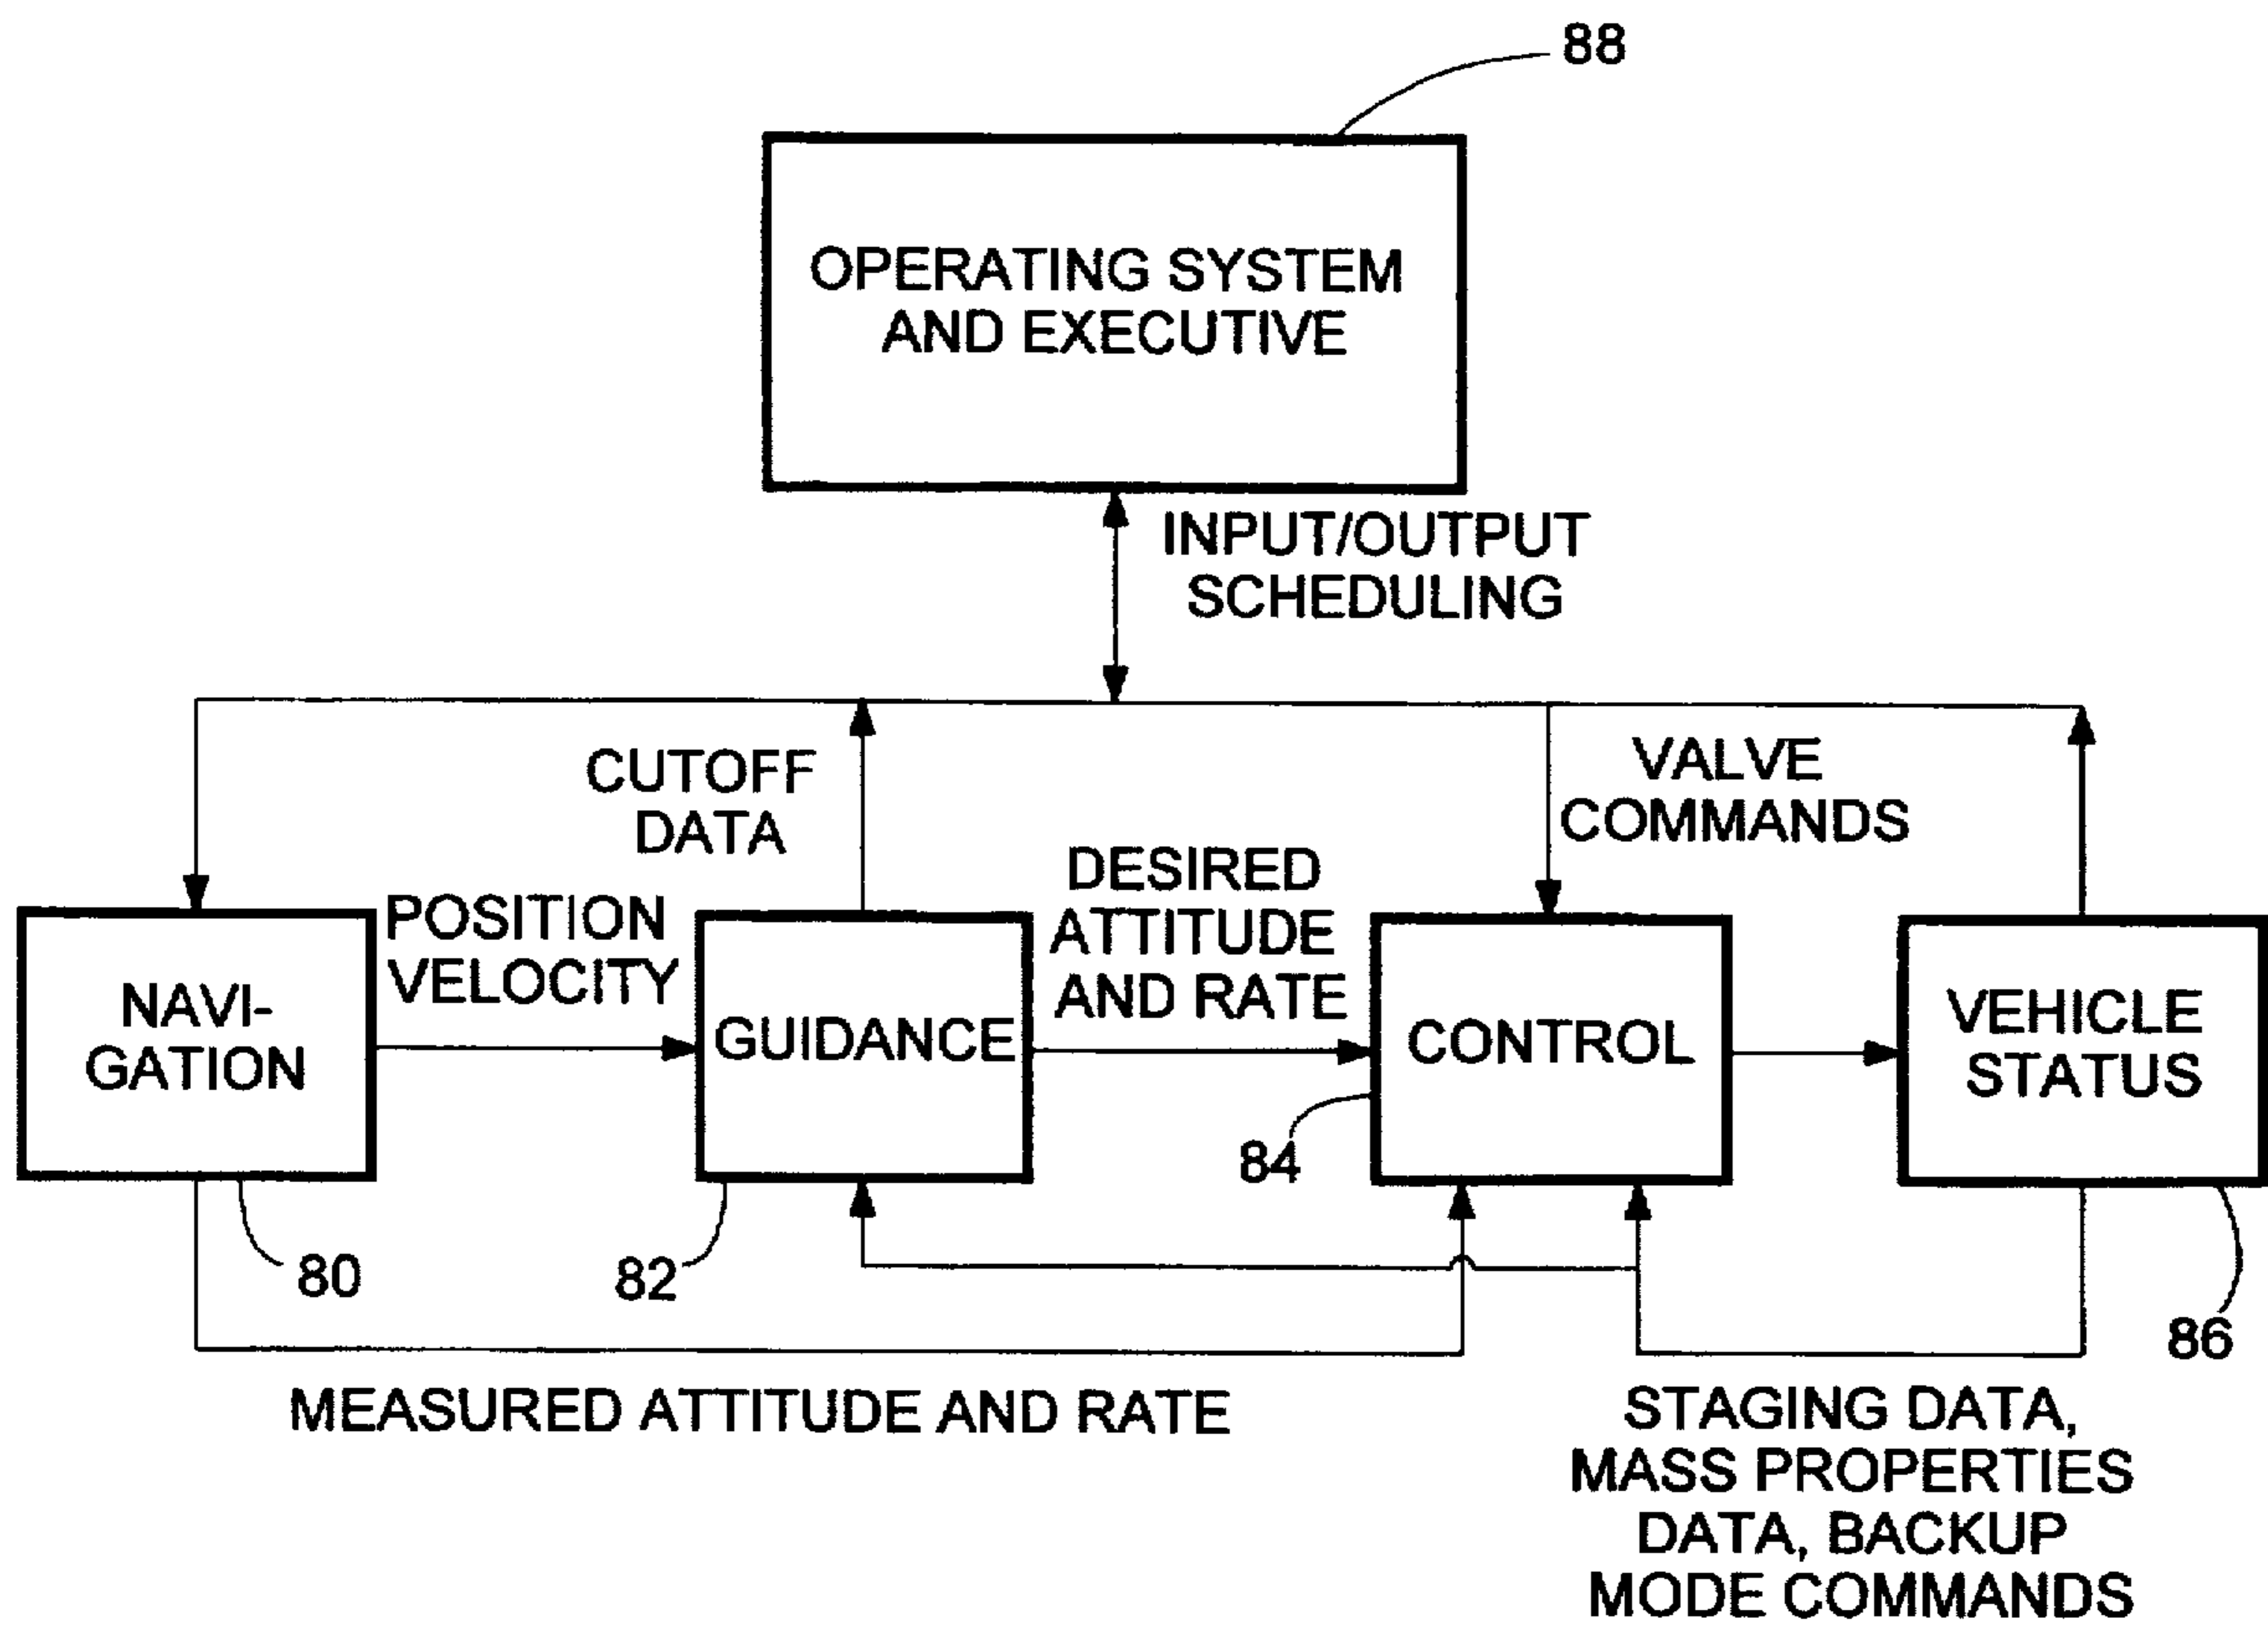 88
OPERATING SYSTEM
AND EXECUTIVE
INPUT/OUTPUT
SCHEDULING
CUTOFF
DATA
VALVE
COMMANDS
POSITION
VELOCITY
DESIRED
ATTITUDE
AND RATE
NAVI-
GATION
GUIDANCE
CONTROL
VEHICLE
STATUS
80
82
84
86
MEASURED ATTITUDE AND RATE
STAGING DATA,
MASS PROPERTIES
DATA, BACKUP
MODE COMMANDS